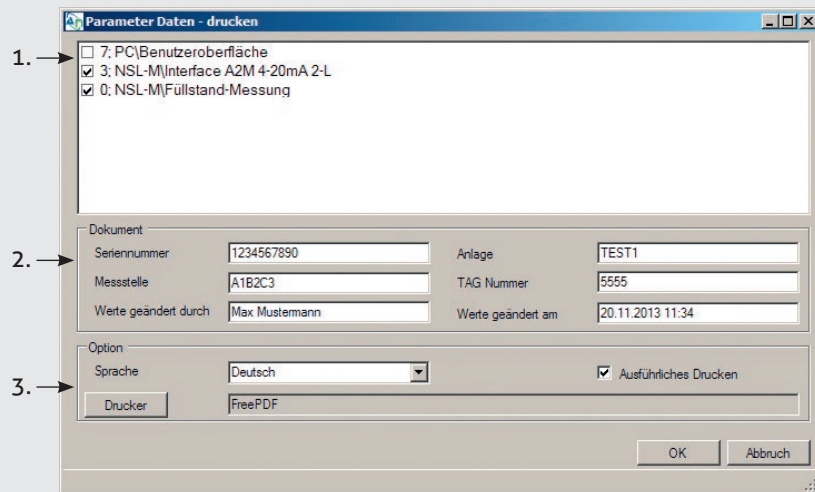 Parameter Daten - drucken
1.
7; PC\Benutzeroberfläche
3; NSL-M\Interface A2M 4-20mA 2-L
0; NSL-M\Füllstand-Messung
2.
Dokument
Seriennummer 1234567890 Anlage TEST1
Messstelle A1B2C3 TAG Nummer 5555
Werte geändert durch Max Mustermann Werte geändert am 20.11.2013 11:34
3.
Option
Sprache Deutsch Ausführliches Drucken
Drucker FreePDF
OK Abbruch